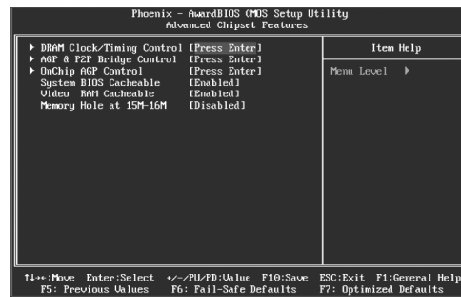 Phoenix - AwardBIOS CMOS Setup Utility
Advanced Chipset Features
▶ DRAM Clock/Timing Control [Press Enter]
▶ AGP & P2P Bridge Control [Press Enter]
▶ OnChip AGP Control [Press Enter]
System BIOS Cacheable [Enabled]
Video RAM Cacheable [Enabled]
Memory Hole at 15M-16M [Disabled]
Item Help
Menu Level ▶
↑↓→←:Move Enter:Select +/-/PU/PD:Value F10:Save ESC:Exit F1:General Help
F5: Previous Values F6: Fail-Safe Defaults F7: Optimized Defaults